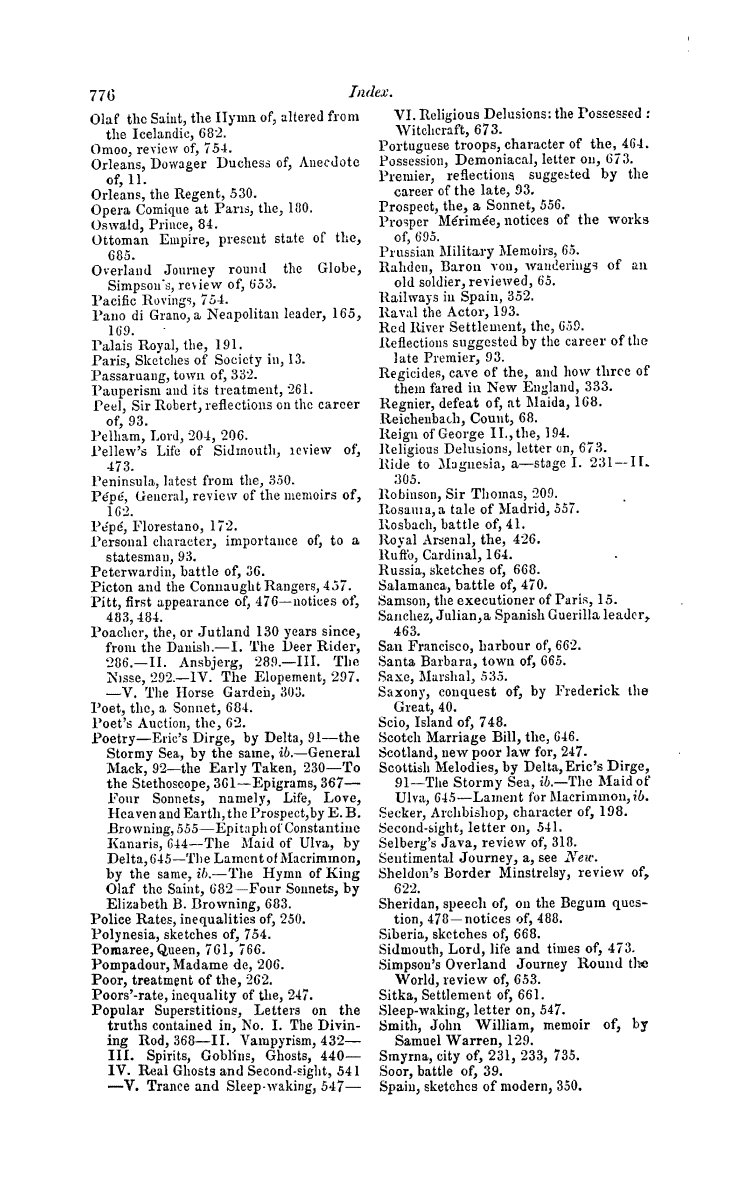 776
Index.
Olaf the Saint, the Hymn of, altered from
the Icelandic, 682.
Omoo, review of, 754.
Orleans, Dowager Duchess of, Anecdote
of, 11.
Orleans, the Regent, 530.
Opera Comique at Paris, the, 180.
Oswald, Prince, 84.
Ottoman Empire, present state of the,
685.
Overland Journey round the Globe,
Simpson's, review of, 653.
Pacific Rovings, 754.
Pano di Grano, a Neapolitan leader, 165,
169.
Palais Royal, the, 191.
Paris, Sketches of Society in, 13.
Passaruang, town of, 332.
Pauperism and its treatment, 261.
Peel, Sir Robert, reflections on the career
of, 93.
Pelham, Lord, 204, 206.
Pellew's Life of Sidmouth, review of,
473.
Peninsula, latest from the, 350.
Pépé, General, review of the memoirs of,
162.
Pépé, Florestano, 172.
Personal character, importance of, to a
statesman, 93.
Peterwardin, battle of, 36.
Picton and the Connaught Rangers, 457.
Pitt, first appearance of, 476—notices of,
483, 484.
Poacher, the, or Jutland 130 years since,
from the Danish.—I. The Deer Rider,
286.—II. Ansbjerg, 289.—III. The
Nisse, 292.—IV. The Elopement, 297.
—V. The Horse Garden, 303.
Poet, the, a Sonnet, 684.
Poet's Auction, the, 62.
Poetry—Eric's Dirge, by Delta, 91—the
Stormy Sea, by the same, ib.—General
Mack, 92—the Early Taken, 230—To
the Stethoscope, 361—Epigrams, 367—
Four Sonnets, namely, Life, Love,
Heaven and Earth, the Prospect, by E. B.
Browning, 555—Epitaph of Constantine
Kanaris, 644—The Maid of Ulva, by
Delta, 645—The Lament of Macrimmon,
by the same, ib.—The Hymn of King
Olaf the Saint, 682—Four Sonnets, by
Elizabeth B. Browning, 683.
Police Rates, inequalities of, 250.
Polynesia, sketches of, 754.
Pomaree, Queen, 761, 766.
Pompadour, Madame de, 206.
Poor, treatment of the, 262.
Poors'-rate, inequality of the, 247.
Popular Superstitions, Letters on the
truths contained in, No. I. The Divin-
ing Rod, 368—II. Vampyrism, 432—
III. Spirits, Goblins, Ghosts, 440—
IV. Real Ghosts and Second-sight, 541
—V. Trance and Sleep-waking, 547—
VI. Religious Delusions: the Possessed:
Witchcraft, 673.
Portuguese troops, character of the, 464.
Possession, Demoniacal, letter on, 673.
Premier, reflections suggested by the
career of the late, 93.
Prospect, the, a Sonnet, 556.
Prosper Mérimée, notices of the works
of, 695.
Prussian Military Memoirs, 65.
Rahden, Baron von, wanderings of an
old soldier, reviewed, 65.
Railways in Spain, 352.
Raval the Actor, 193.
Red River Settlement, the, 659.
Reflections suggested by the career of the
late Premier, 93.
Regicides, cave of the, and how three of
them fared in New England, 333.
Regnier, defeat of, at Maida, 168.
Reichenbach, Count, 68.
Reign of George II., the, 194.
Religious Delusions, letter on, 673.
Ride to Magnesia, a—stage I. 231—II.
305.
Robinson, Sir Thomas, 209.
Rosama, a tale of Madrid, 557.
Rosbach, battle of, 41.
Royal Arsenal, the, 426.
Ruffo, Cardinal, 164.
Russia, sketches of, 668.
Salamanca, battle of, 470.
Samson, the executioner of Paris, 15.
Sanchez, Julian, a Spanish Guerilla leader,
463.
San Francisco, harbour of, 662.
Santa Barbara, town of, 665.
Saxe, Marshal, 535.
Saxony, conquest of, by Frederick the
Great, 40.
Scio, Island of, 748.
Scotch Marriage Bill, the, 646.
Scotland, new poor law for, 247.
Scottish Melodies, by Delta, Eric's Dirge,
91—The Stormy Sea, ib.—The Maid of
Ulva, 645—Lament for Macrimmon, ib.
Secker, Archbishop, character of, 198.
Second-sight, letter on, 541.
Selberg's Java, review of, 318.
Sentimental Journey, a, see New.
Sheldon's Border Minstrelsy, review of,
622.
Sheridan, speech of, on the Begum ques-
tion, 478—notices of, 488.
Siberia, sketches of, 668.
Sidmouth, Lord, life and times of, 473.
Simpson's Overland Journey Round the
World, review of, 653.
Sitka, Settlement of, 661.
Sleep-waking, letter on, 547.
Smith, John William, memoir of, by
Samuel Warren, 129.
Smyrna, city of, 231, 233, 735.
Soor, battle of, 39.
Spain, sketches of modern, 350.